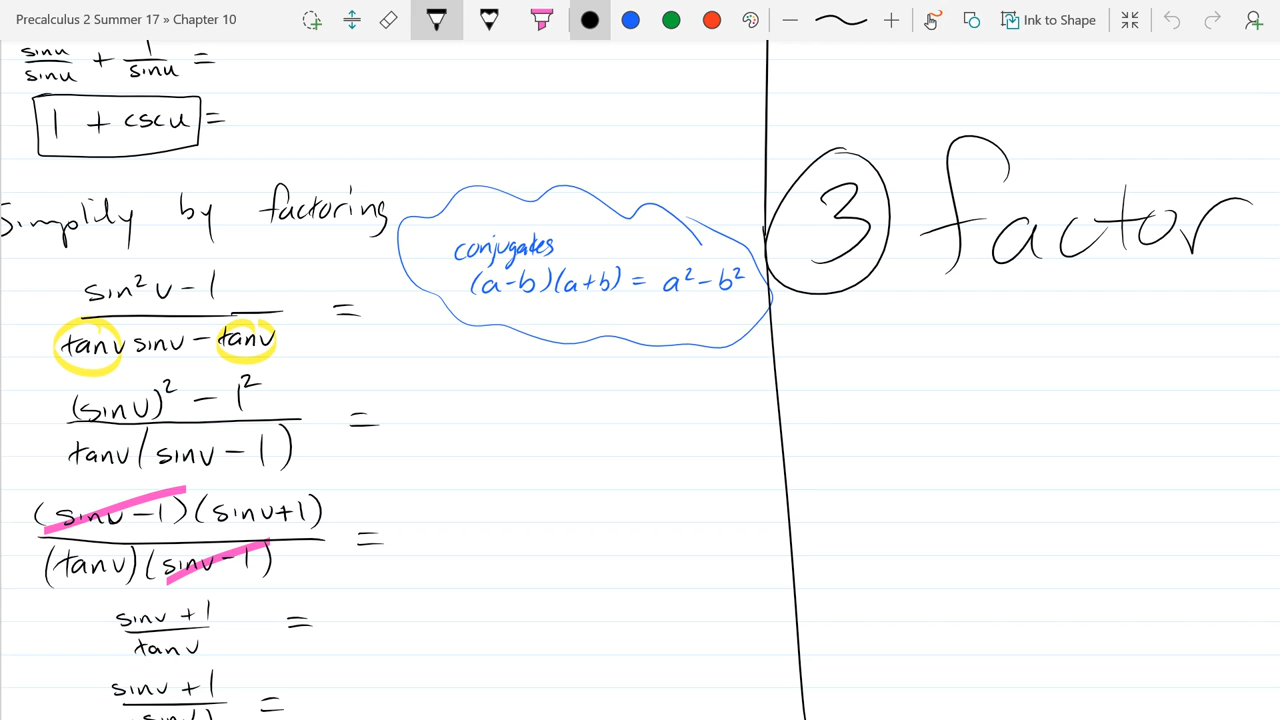 Precalculus 2 Summer 17 » Chapter 10
Ink to Shape
sinu/sinu + 1/sinu =
1 + cscu =
Simplify by factoring
conjugates
(a-b)(a+b) = a² - b²
sin²v - 1 =
tanv sinv - tanv
(sinv)² - 1² =
tanv(sinv - 1)
(sinv - 1)(sinv+1) =
(tanv)(sinv-1)
sinv + 1 =
tanv
sinv + 1 =
③ factor